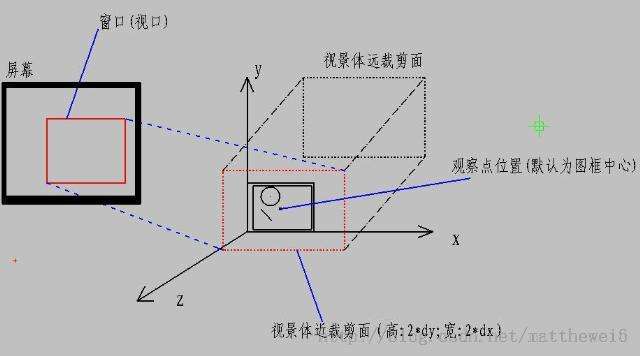 窗口(视口)
屏幕
视景体远裁剪面
y
观察点位置(默认为图框中心)
x
z
视景体近裁剪面（高:2*dy;宽:2*dx）
http://blog.csdn.net/matthewei6